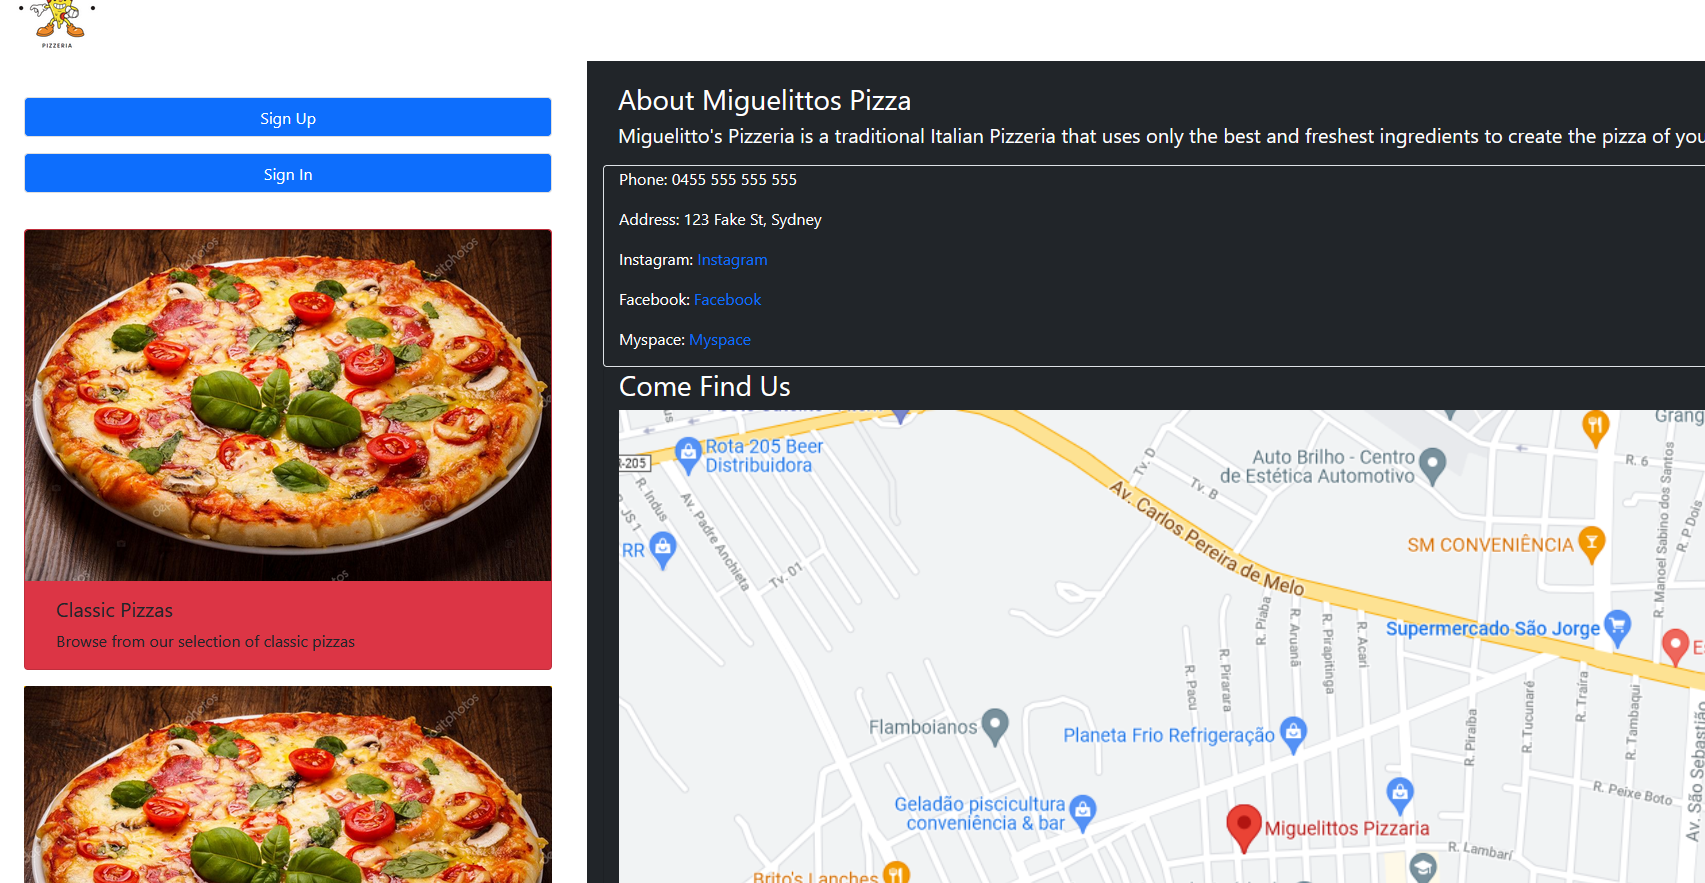 PIZZERIA
Sign Up
Sign In
depositphotos
Classic Pizzas
Browse from our selection of classic pizzas
About Miguelittos Pizza
Miguelitto's Pizzeria is a traditional Italian Pizzeria that uses only the best and freshest ingredients to create the pizza of you
Phone: 0455 555 555 555
Address: 123 Fake St, Sydney
Instagram: Instagram
Facebook: Facebook
Myspace: Myspace
Come Find Us
Rota 205 Beer
Distribuidora
R-205
R. Indus
JS 1
Av. Padre Anchieta
RR
Tv. 01
Tv. D
Tv. B
Av. Carlos Pereira de Melo
Auto Brilho - Centro
de Estética Automotivo
Grang
R. 6
R. Manoel Sabino dos Santos
R. P Dois
SM CONVENIÊNCIA
Supermercado São Jorge
R. Piaba
R. Aruanã
R. Pirapitinga
R. Acari
R. Pacu
R. Pirarara
R. Piraíba
R. Tucunaré
R. Traíra
R. Tambaqui
Av. São Sebastião
Flamboianos
Planeta Frio Refrigeração
Geladão piscicultura
conveniência & bar
Miguelittos Pizzaria
R. Peixe Boto
R. Lambarí
Brito's Lanches